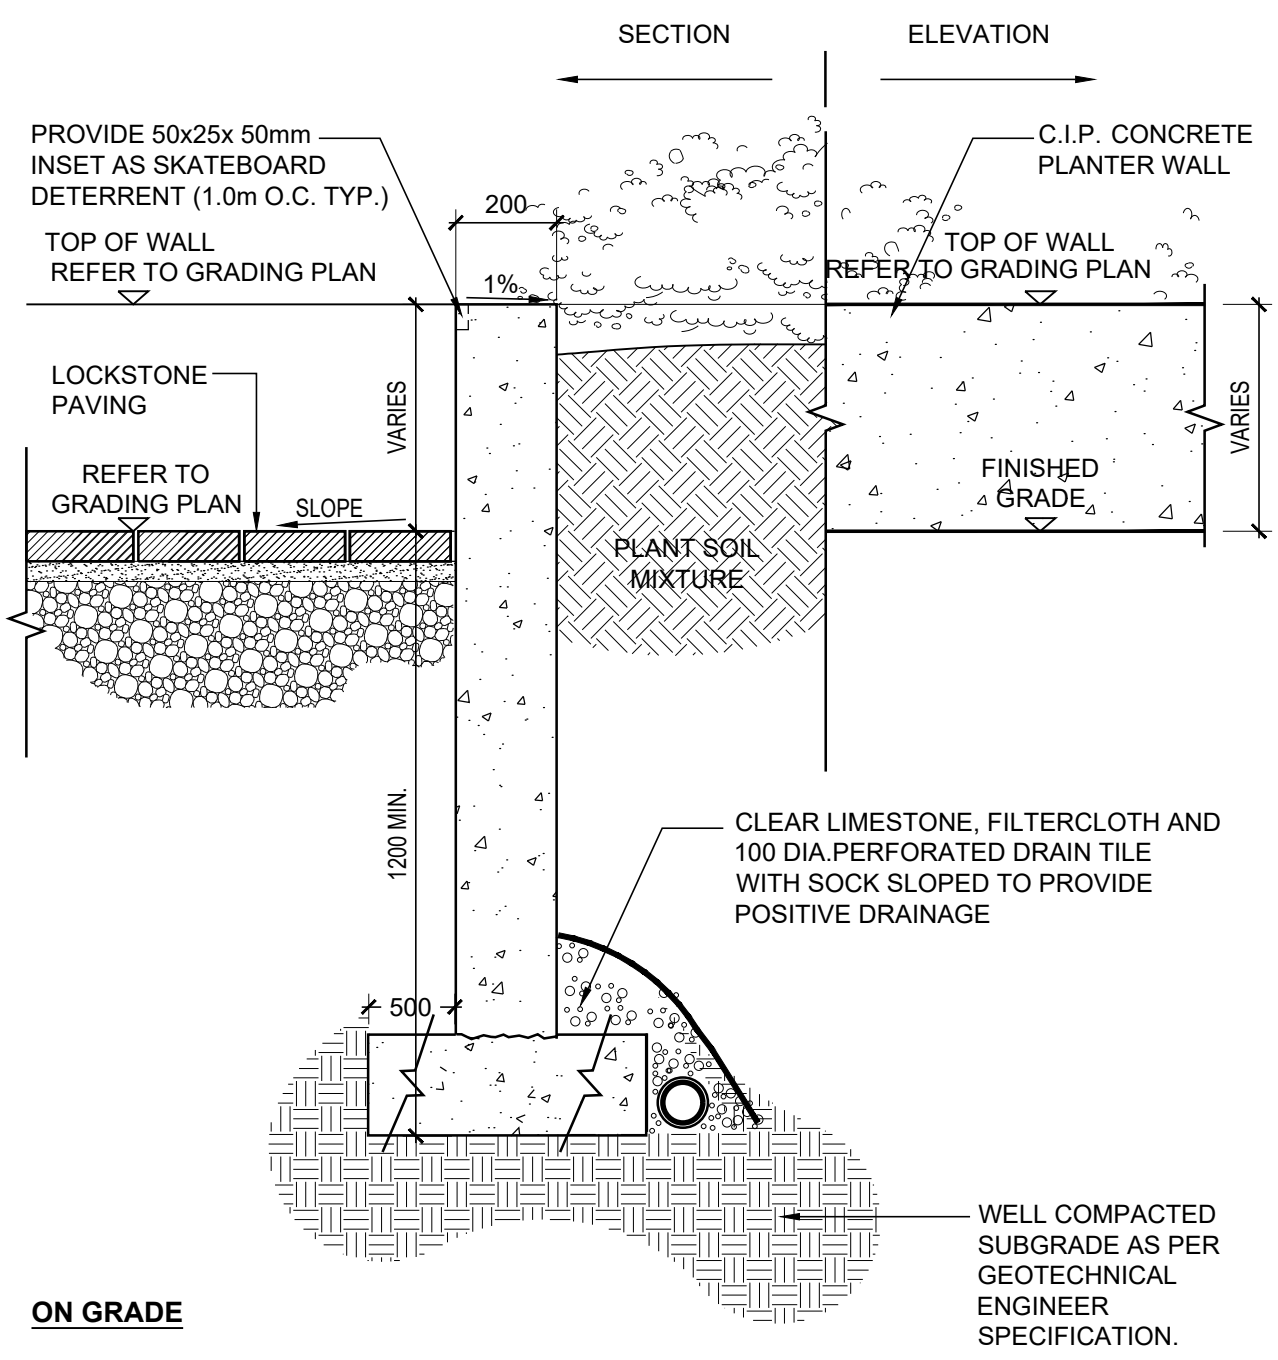 SECTION
ELEVATION
PROVIDE 50x25x 50mm
INSET AS SKATEBOARD
DETERRENT (1.0m O.C. TYP.)
C.I.P. CONCRETE
PLANTER WALL
200
TOP OF WALL
REFER TO GRADING PLAN
TOP OF WALL
REFER TO GRADING PLAN
1%
LOCKSTONE
PAVING
VARIES
VARIES
REFER TO
GRADING PLAN
SLOPE
FINISHED
GRADE
PLANT SOIL
MIXTURE
1200 MIN.
CLEAR LIMESTONE, FILTERCLOTH AND
100 DIA.PERFORATED DRAIN TILE
WITH SOCK SLOPED TO PROVIDE
POSITIVE DRAINAGE
500
WELL COMPACTED
SUBGRADE AS PER
GEOTECHNICAL
ENGINEER
SPECIFICATION.
ON GRADE